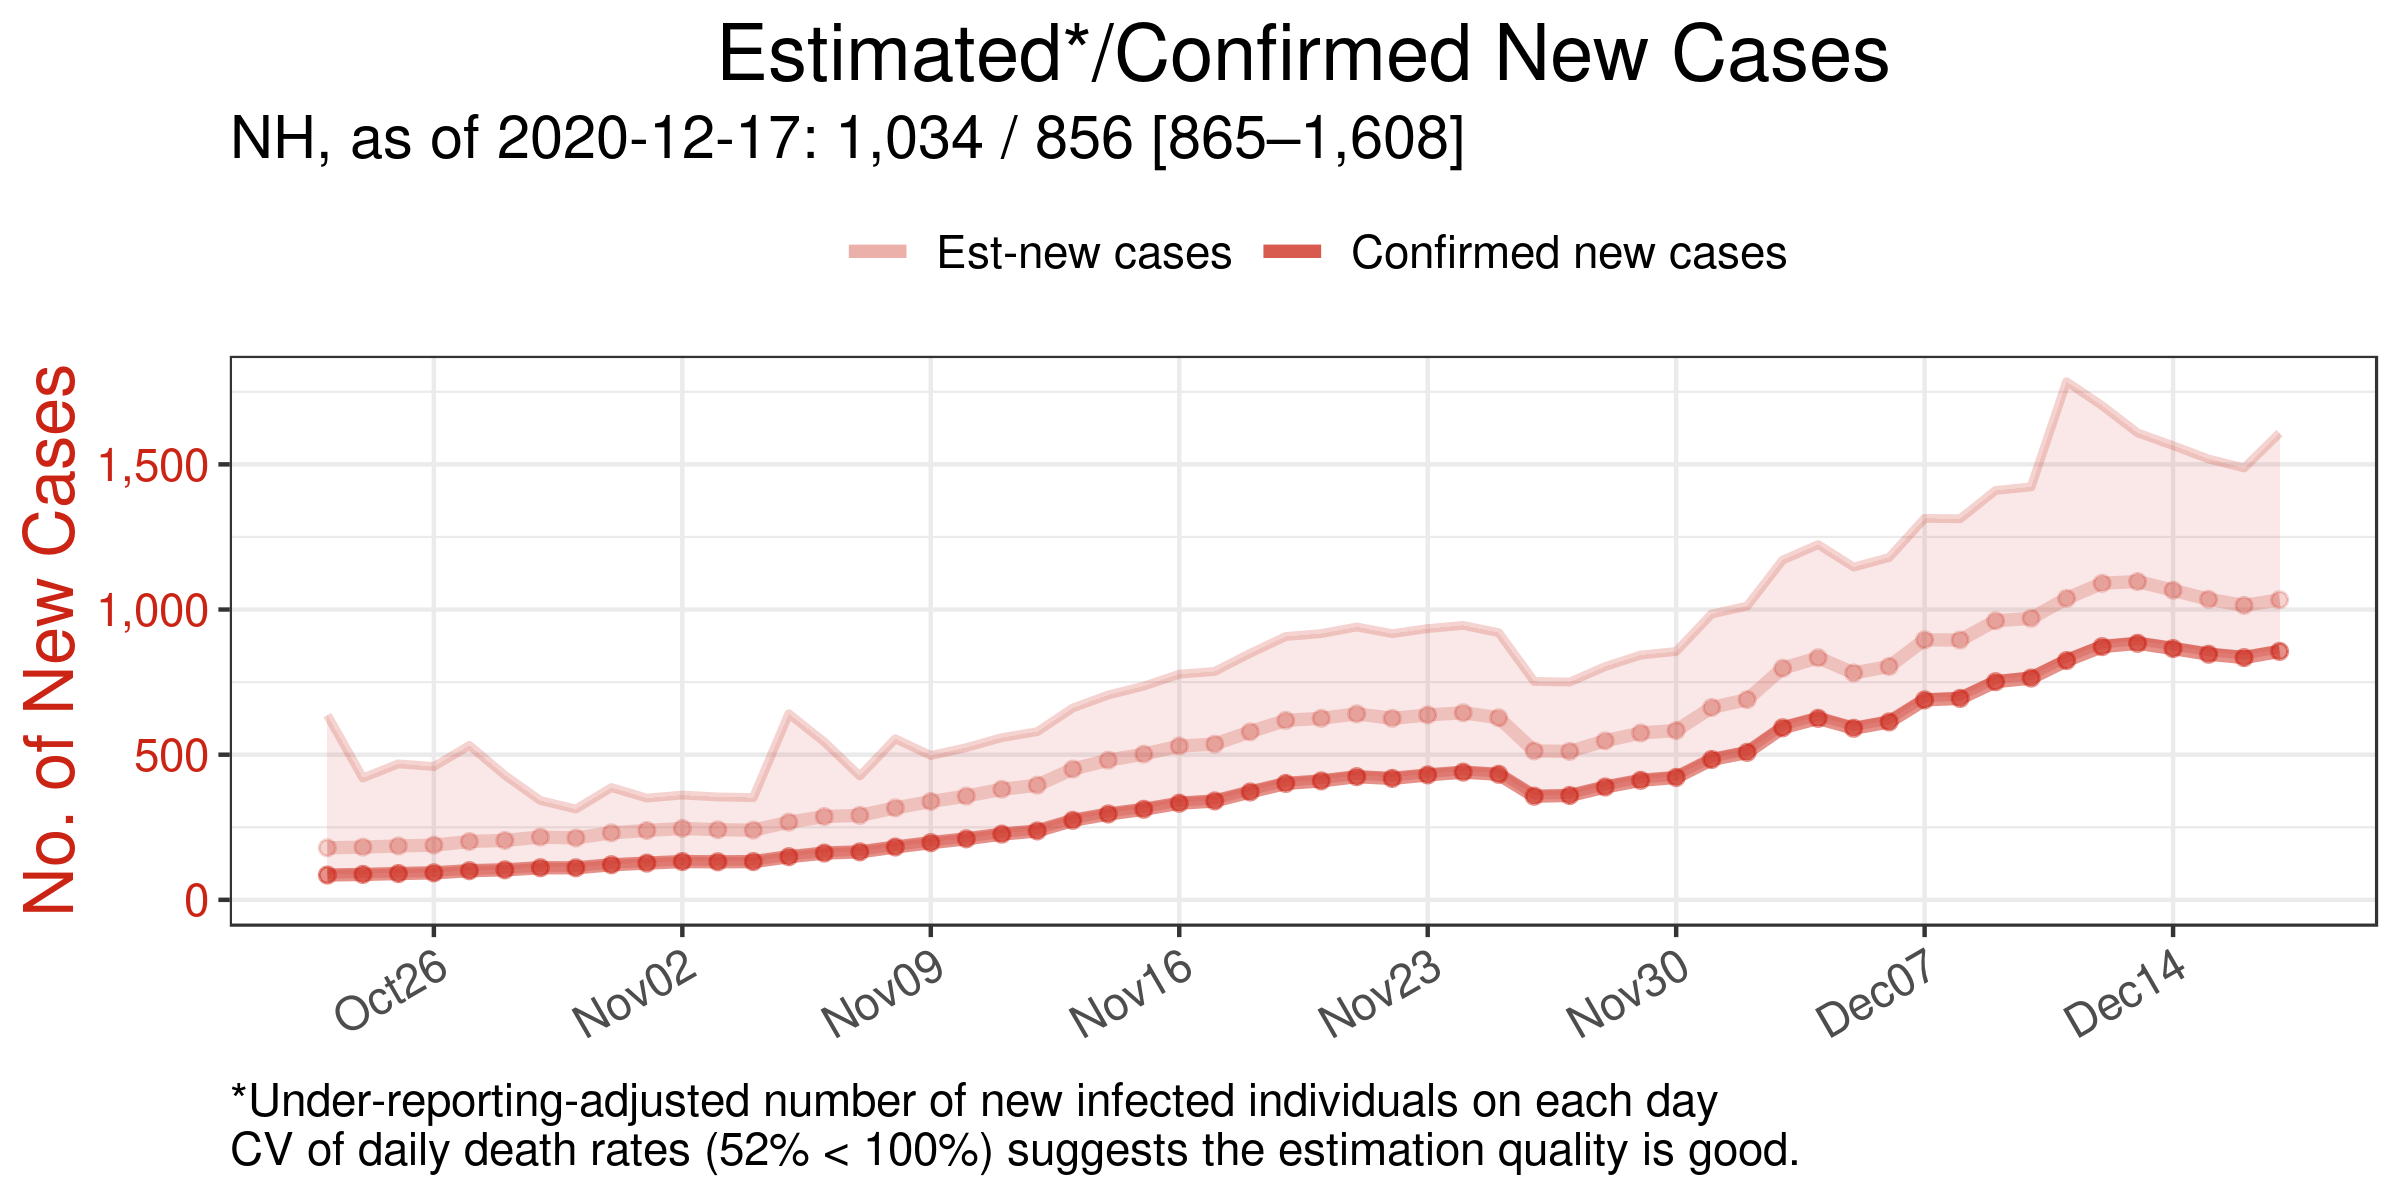 Estimated*/Confirmed New Cases
NH, as of 2020-12-17: 1,034 / 856 [865–1,608]
Est-new cases Confirmed new cases
No. of New Cases
1,500
1,000
500
0
Oct26 Nov02 Nov09 Nov16 Nov23 Nov30 Dec07 Dec14
*Under-reporting-adjusted number of new infected individuals on each day
CV of daily death rates (52% < 100%) suggests the estimation quality is good.